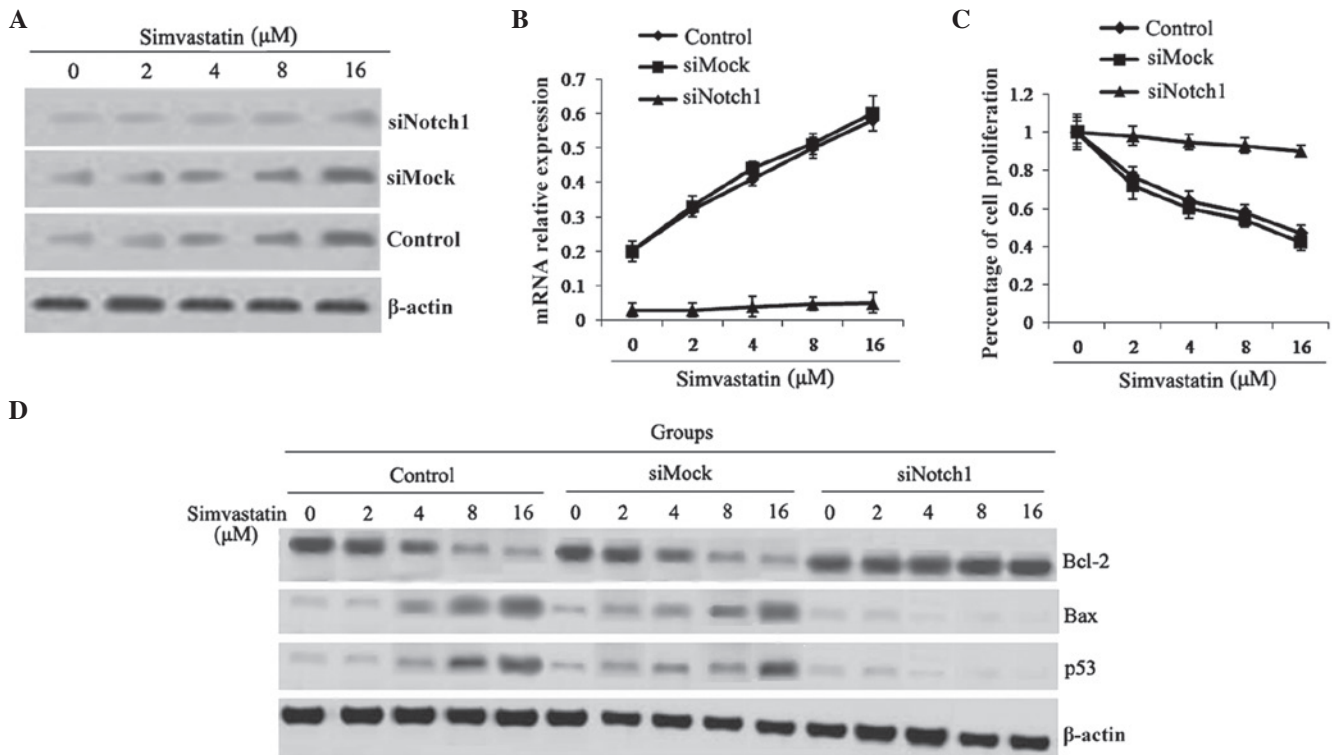 A
Simvastatin (μM)
0 2 4 8 16
siNotch1
siMock
Control
β-actin
B
Control
siMock
siNotch1
mRNA relative expression
0.7
0.6
0.5
0.4
0.3
0.2
0.1
0
0 2 4 8 16
Simvastatin (μM)
C
Control
siMock
siNotch1
Percentage of cell proliferation
1.2
1
0.8
0.6
0.4
0.2
0
0 2 4 8 16
Simvastatin (μM)
D
Groups
Control siMock siNotch1
Simvastatin (μM) 0 2 4 8 16 0 2 4 8 16 0 2 4 8 16
Bcl-2
Bax
p53
β-actin